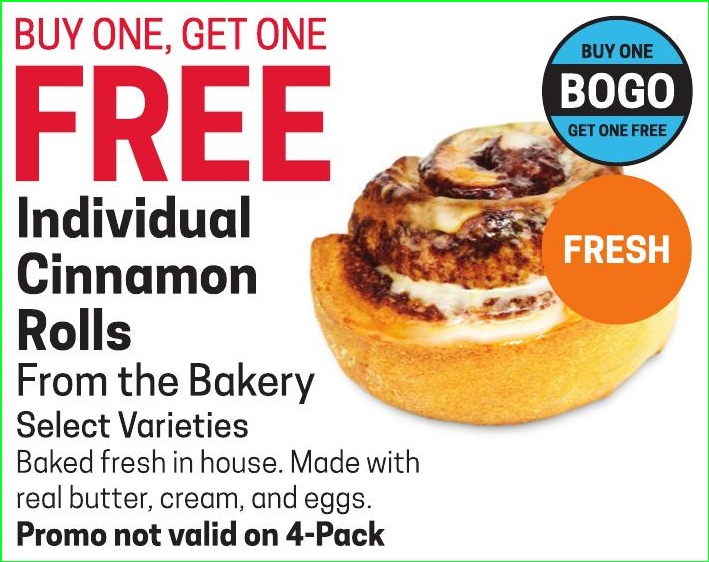 BUY ONE, GET ONE
FREE
Individual
Cinnamon
Rolls
From the Bakery
Select Varieties
Baked fresh in house. Made with
real butter, cream, and eggs.
Promo not valid on 4-Pack
BUY ONE
BOGO
GET ONE FREE
FRESH